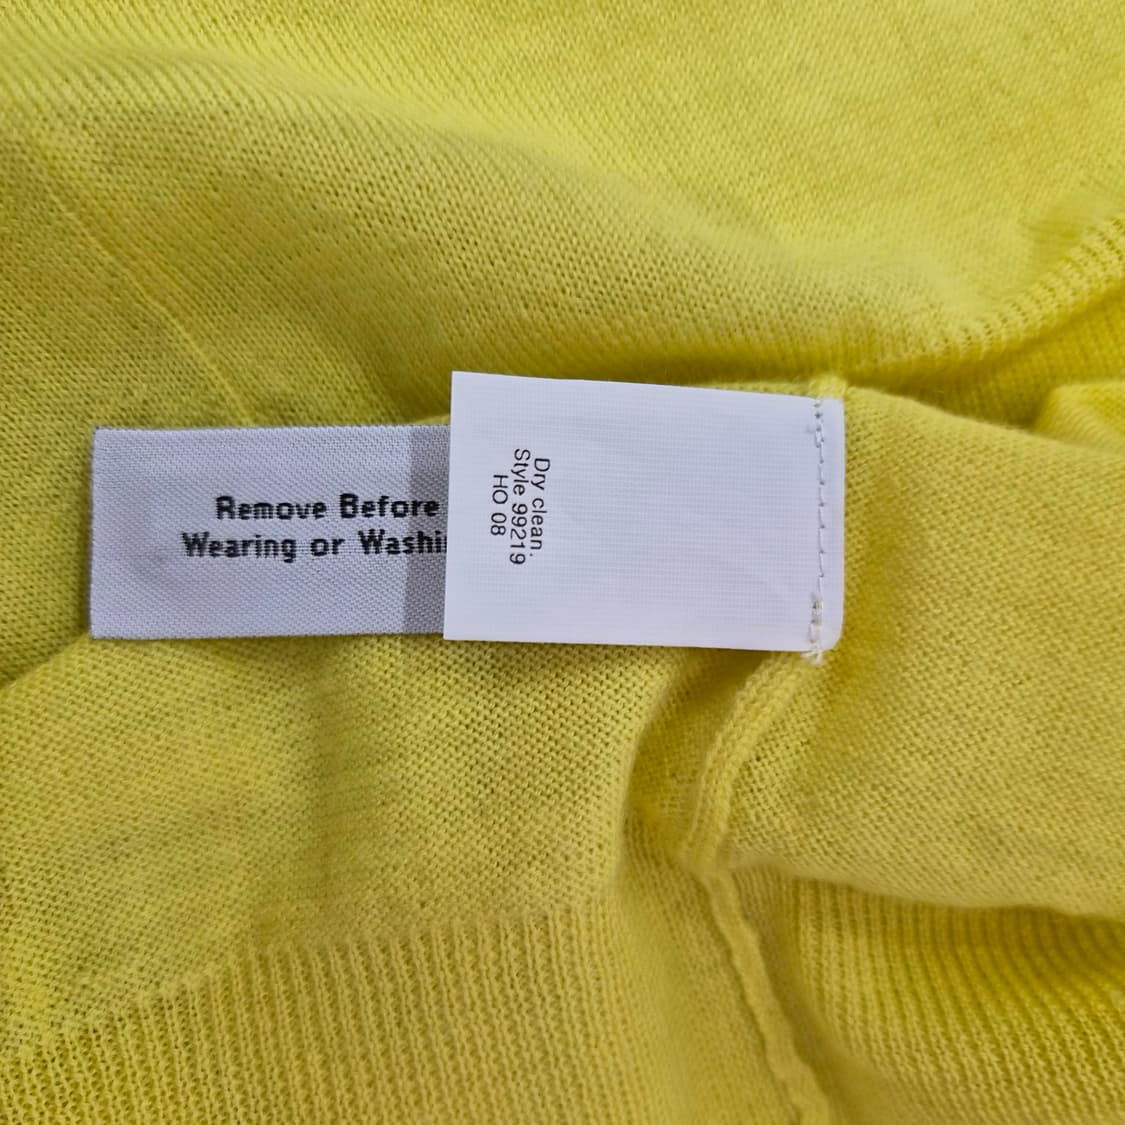 Remove Before
Wearing or Washi
Dry clean.
Style 99219
HO 08